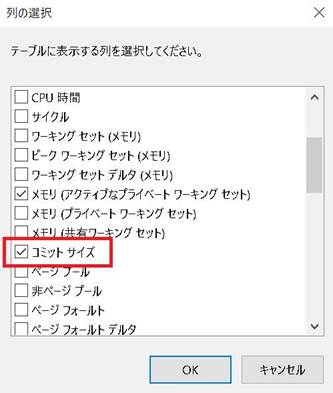 列の選択
テーブルに表示する列を選択してください。
CPU 時間
サイクル
ワーキング セット (メモリ)
ピーク ワーキング セット (メモリ)
ワーキング セット デルタ (メモリ)
メモリ (アクティブなプライベート ワーキング セット)
メモリ (プライベート ワーキング セット)
メモリ (共有ワーキング セット)
コミット サイズ
ページ プール
非ページ プール
ページ フォールト
ページ フォールト デルタ
OK
キャンセル